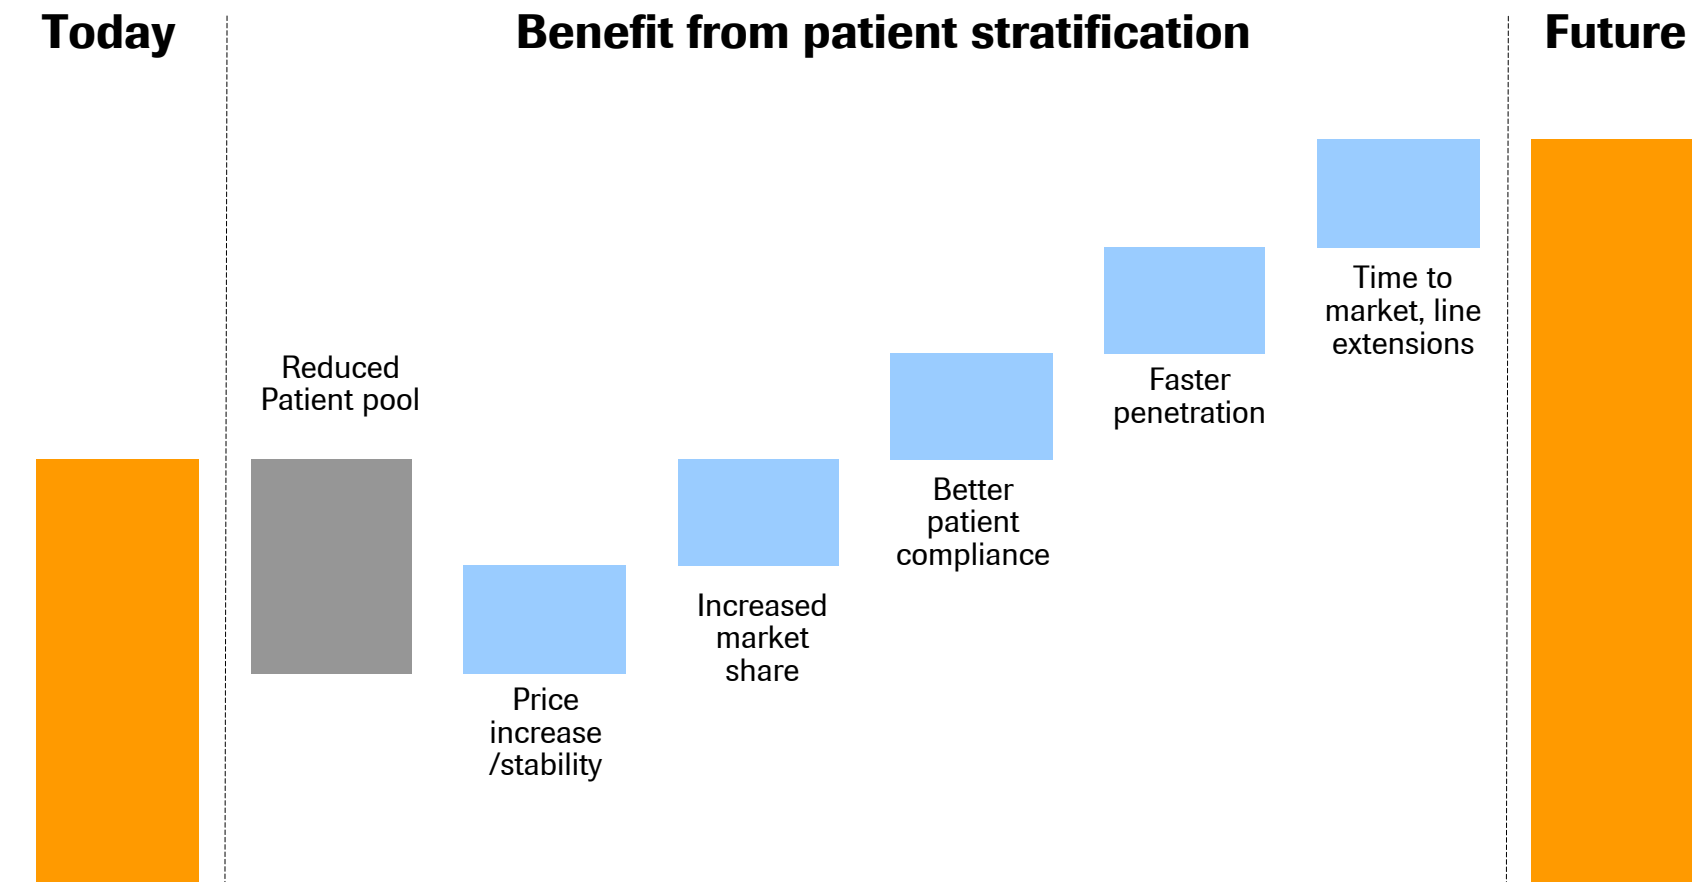 Today
Benefit from patient stratification
Future
Reduced
Patient pool
Price
increase
/stability
Increased
market
share
Better
patient
compliance
Faster
penetration
Time to
market, line
extensions